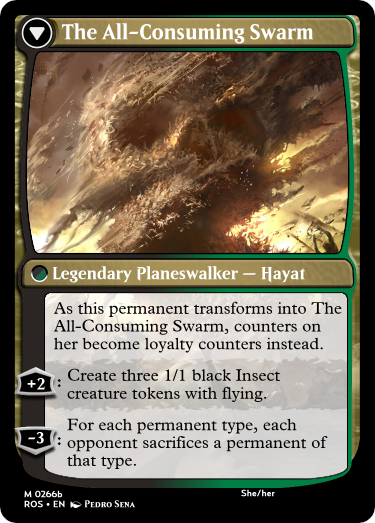 The All-Consuming Swarm
Legendary Planeswalker — Hayat
As this permanent transforms into The
All-Consuming Swarm, counters on
her become loyalty counters instead.
+2: Create three 1/1 black Insect
creature tokens with flying.
-3: For each permanent type, each
opponent sacrifices a permanent of
that type.
M 0266b
She/her
ROS • EN Pedro Sena